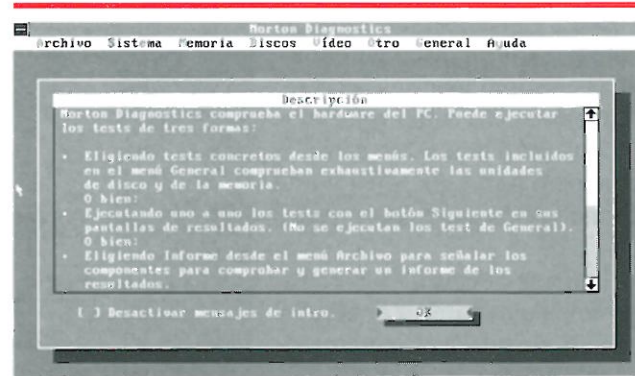 Norton Diagnostics
Archivo Sistema Memoria Discos Vídeo Otro General Ayuda
Descripción
Norton Diagnostics comprueba el hardware del PC. Puede ejecutar
los tests de tres formas:
• Eligiendo tests concretos desde los menús. Los tests incluidos
en el menú General comprueban exhaustivamente las unidades
de disco y de la memoria.
O bien:
• Ejecutando uno a uno los tests con el botón Siguiente en sus
pantallas de resultados. (No se ejecutan los test de General).
O bien:
• Eligiendo Informe desde el menú Archivo para señalar los
componentes para comprobar y generar un informe de los
resultados.
[ ] Desactivar mensajes de intro.
OK